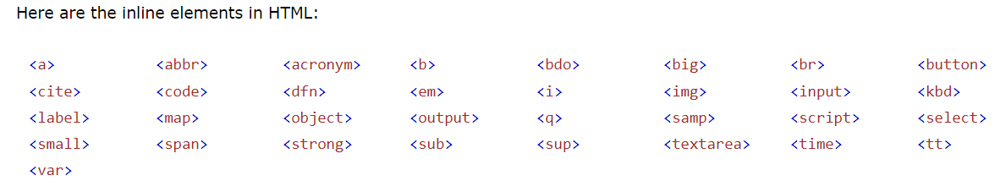 Here are the inline elements in HTML:
<a> <abbr> <acronym> <b> <bdo> <big> <br> <button>
<cite> <code> <dfn> <em> <i> <img> <input> <kbd>
<label> <map> <object> <output> <q> <samp> <script> <select>
<small> <span> <strong> <sub> <sup> <textarea> <time> <tt>
<var>